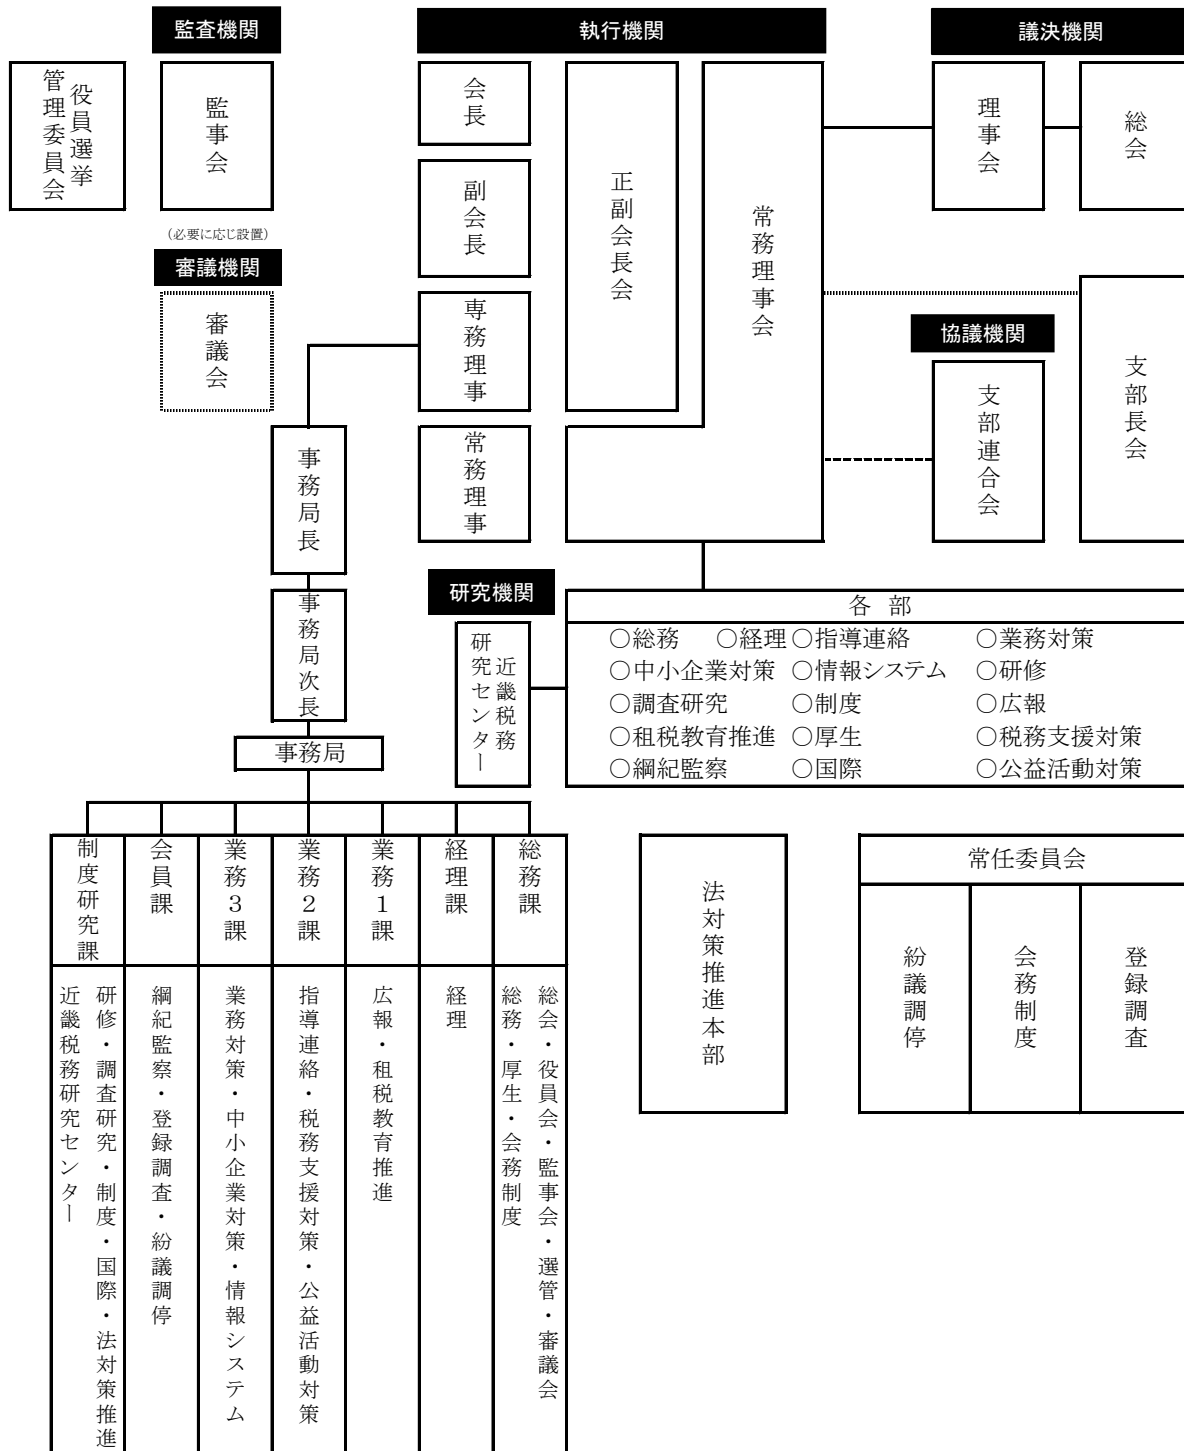 監査機関
執行機関
議決機関
役員選挙
管理委員会
監事会
会長
副会長
専務理事
常務理事
正副会長会
常務理事会
理事会
総会
(必要に応じ設置)
審議機関
審議会
協議機関
支部連合会
支部長会
事務局長
事務局次長
事務局
研究機関
近畿税務
研究センター
各 部
○総務 ○経理 ○指導連絡 ○業務対策
○中小企業対策 ○情報システム ○研修
○調査研究 ○制度 ○広報
○租税教育推進 ○厚生 ○税務支援対策
○綱紀監察 ○国際 ○公益活動対策
制度研究課
会員課
業務3課
業務2課
業務1課
経理課
総務課
研修・調査研究・制度・国際・法対策推進
近畿税務研究センター
綱紀監察・登録調査・紛議調停
業務対策・中小企業対策・情報システム
指導連絡・税務支援対策・公益活動対策
広報・租税教育推進
経理
総会・役員会・監事会・選管・審議会
総務・厚生・会務制度
法対策推進本部
常任委員会
紛議調停
会務制度
登録調査